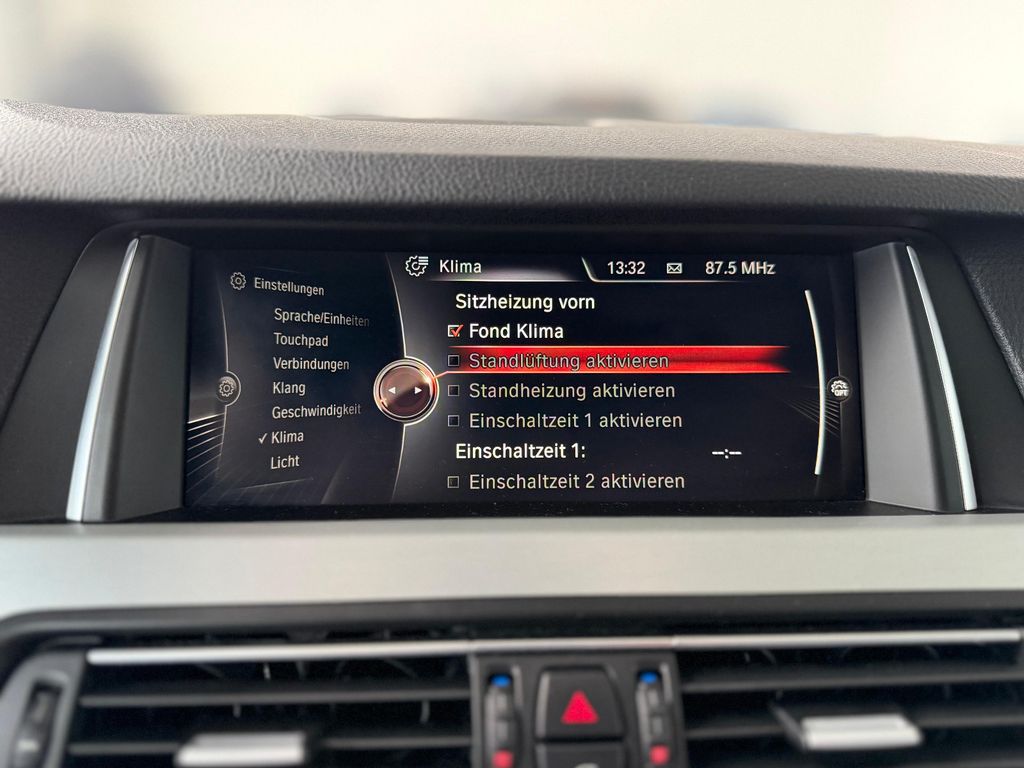 Einstellungen
Sprache/Einheiten
Touchpad
Verbindungen
Klang
Geschwindigkeit
Klima
Licht
Klima
13:32
87.5 MHz
Sitzheizung vorn
Fond Klima
Standlüftung aktivieren
Standheizung aktivieren
Einschaltzeit 1 aktivieren
Einschaltzeit 1: --:--
Einschaltzeit 2 aktivieren